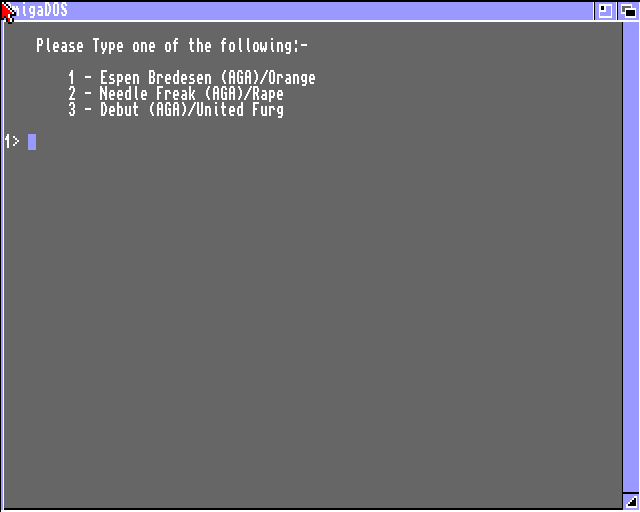 migaDOS
Please Type one of the following:-
1 - Espen Bredesen (AGA)/Orange
2 - Needle Freak (AGA)/Rape
3 - Debut (AGA)/United Furg
1>